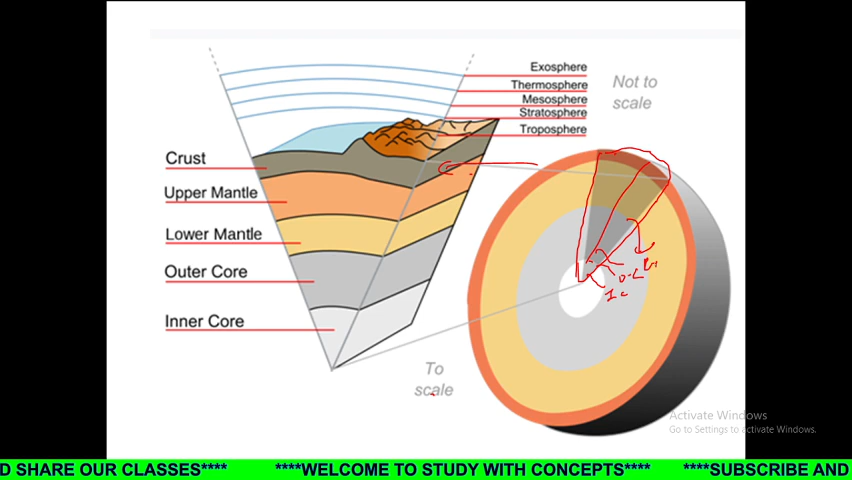 Exosphere
Thermosphere
Mesosphere
Stratosphere
Troposphere
Not to
scale
Crust
Upper Mantle
Lower Mantle
Outer Core
Inner Core
To
scale
O-C
I c
Activate Windows
Go to Settings to activate Windows.
D SHARE OUR CLASSES**** ****WELCOME TO STUDY WITH CONCEPTS**** ****SUBSCRIBE AND